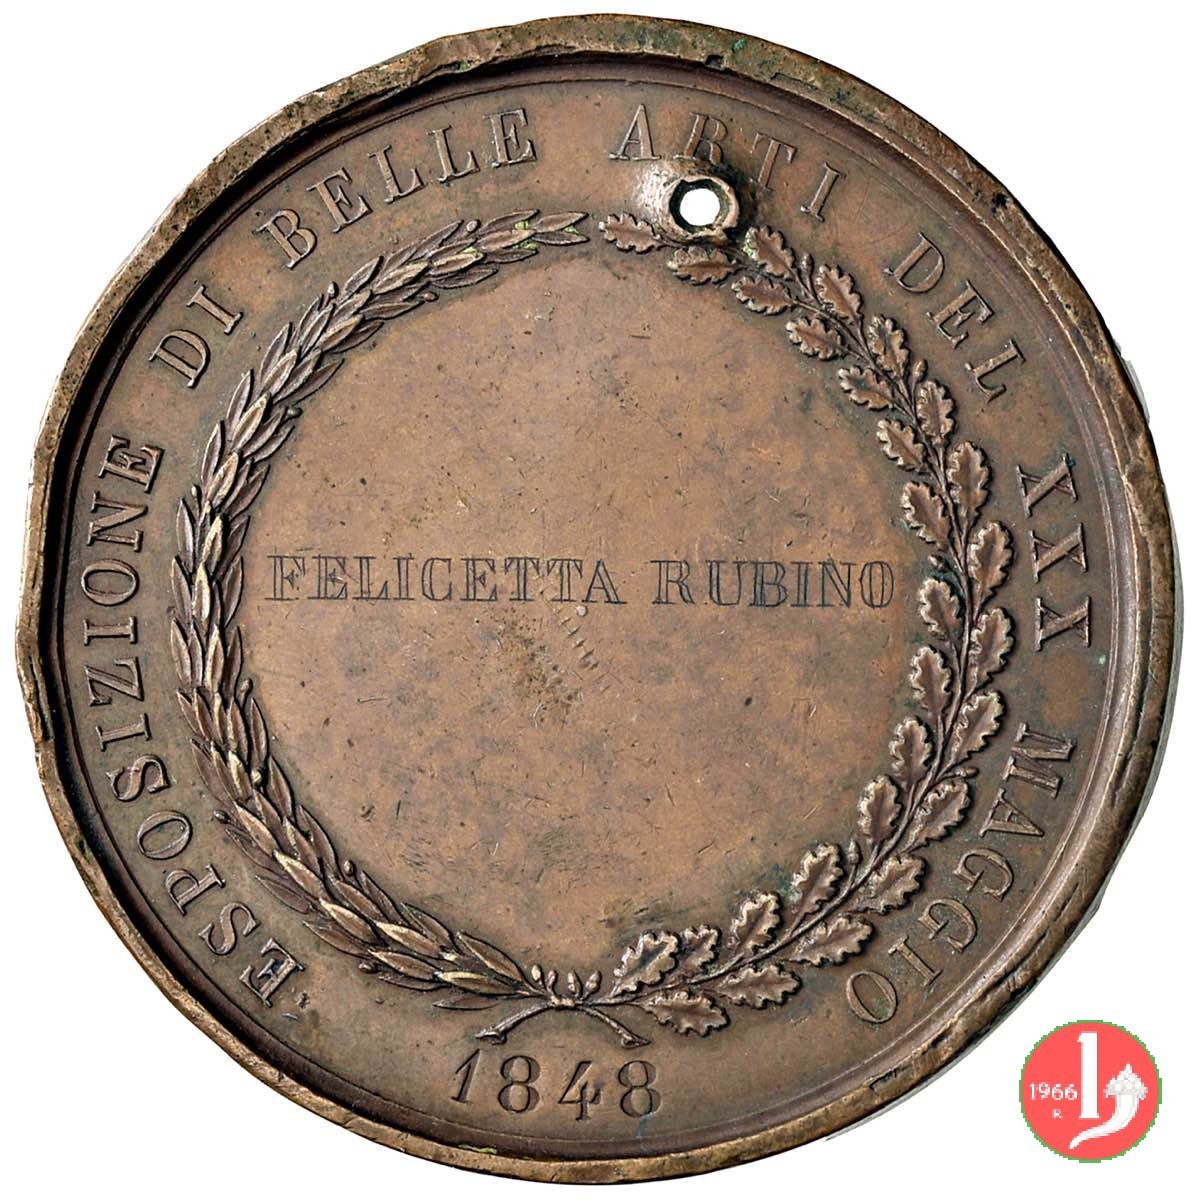 ESPOSIZIONE DI BELLE ARTI DEL XXX MAGGIO
FELICETTA RUBINO
1848
1966
R